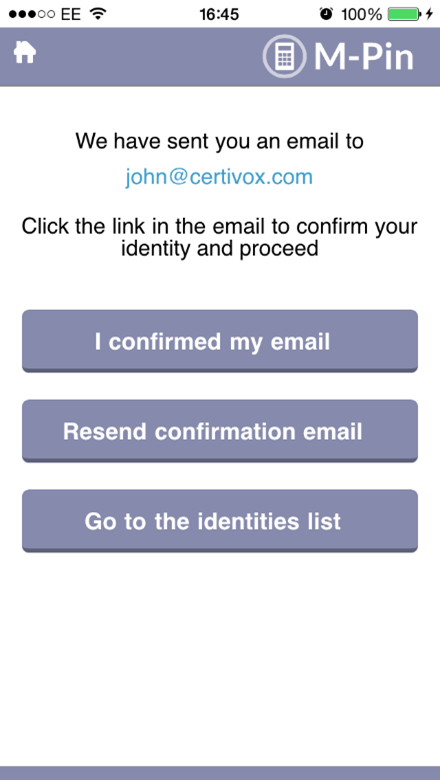 EE 16:45 100%
M-Pin
We have sent you an email to
john@certivox.com
Click the link in the email to confirm your
identity and proceed
I confirmed my email
Resend confirmation email
Go to the identities list